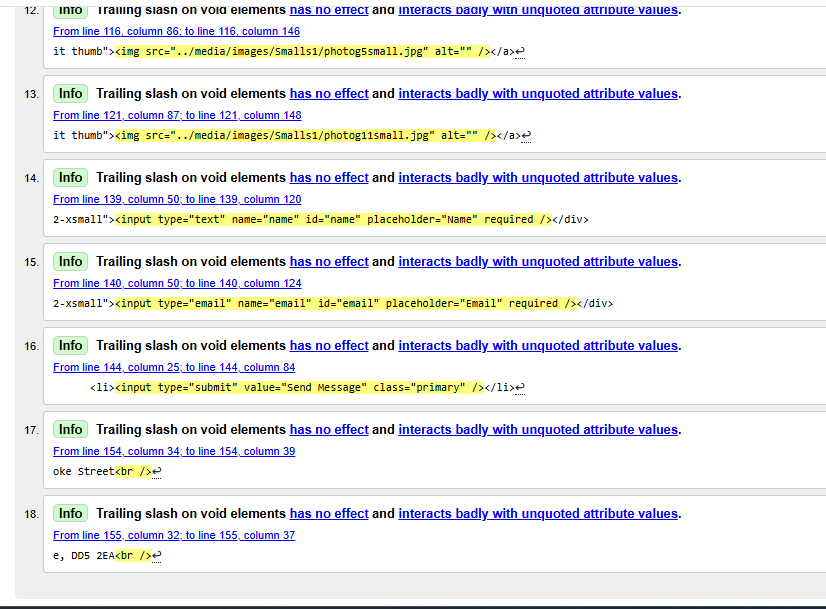 12. Info Trailing slash on void elements has no effect and interacts badly with unquoted attribute values.
From line 116, column 86; to line 116, column 146
it thumb"><img src="../media/images/Smalls1/photog5small.jpg" alt="" /></a>↩
13. Info Trailing slash on void elements has no effect and interacts badly with unquoted attribute values.
From line 121, column 87; to line 121, column 148
it thumb"><img src="../media/images/Smalls1/photog11small.jpg" alt="" /></a>↩
14. Info Trailing slash on void elements has no effect and interacts badly with unquoted attribute values.
From line 139, column 50; to line 139, column 120
2-xsmall"><input type="text" name="name" id="name" placeholder="Name" required /></div>
15. Info Trailing slash on void elements has no effect and interacts badly with unquoted attribute values.
From line 140, column 50; to line 140, column 124
2-xsmall"><input type="email" name="email" id="email" placeholder="Email" required /></div>
16. Info Trailing slash on void elements has no effect and interacts badly with unquoted attribute values.
From line 144, column 25; to line 144, column 84
<li><input type="submit" value="Send Message" class="primary" /></li>↩
17. Info Trailing slash on void elements has no effect and interacts badly with unquoted attribute values.
From line 154, column 34; to line 154, column 39
oke Street<br />↩
18. Info Trailing slash on void elements has no effect and interacts badly with unquoted attribute values.
From line 155, column 32; to line 155, column 37
e, DD5 2EA<br />↩